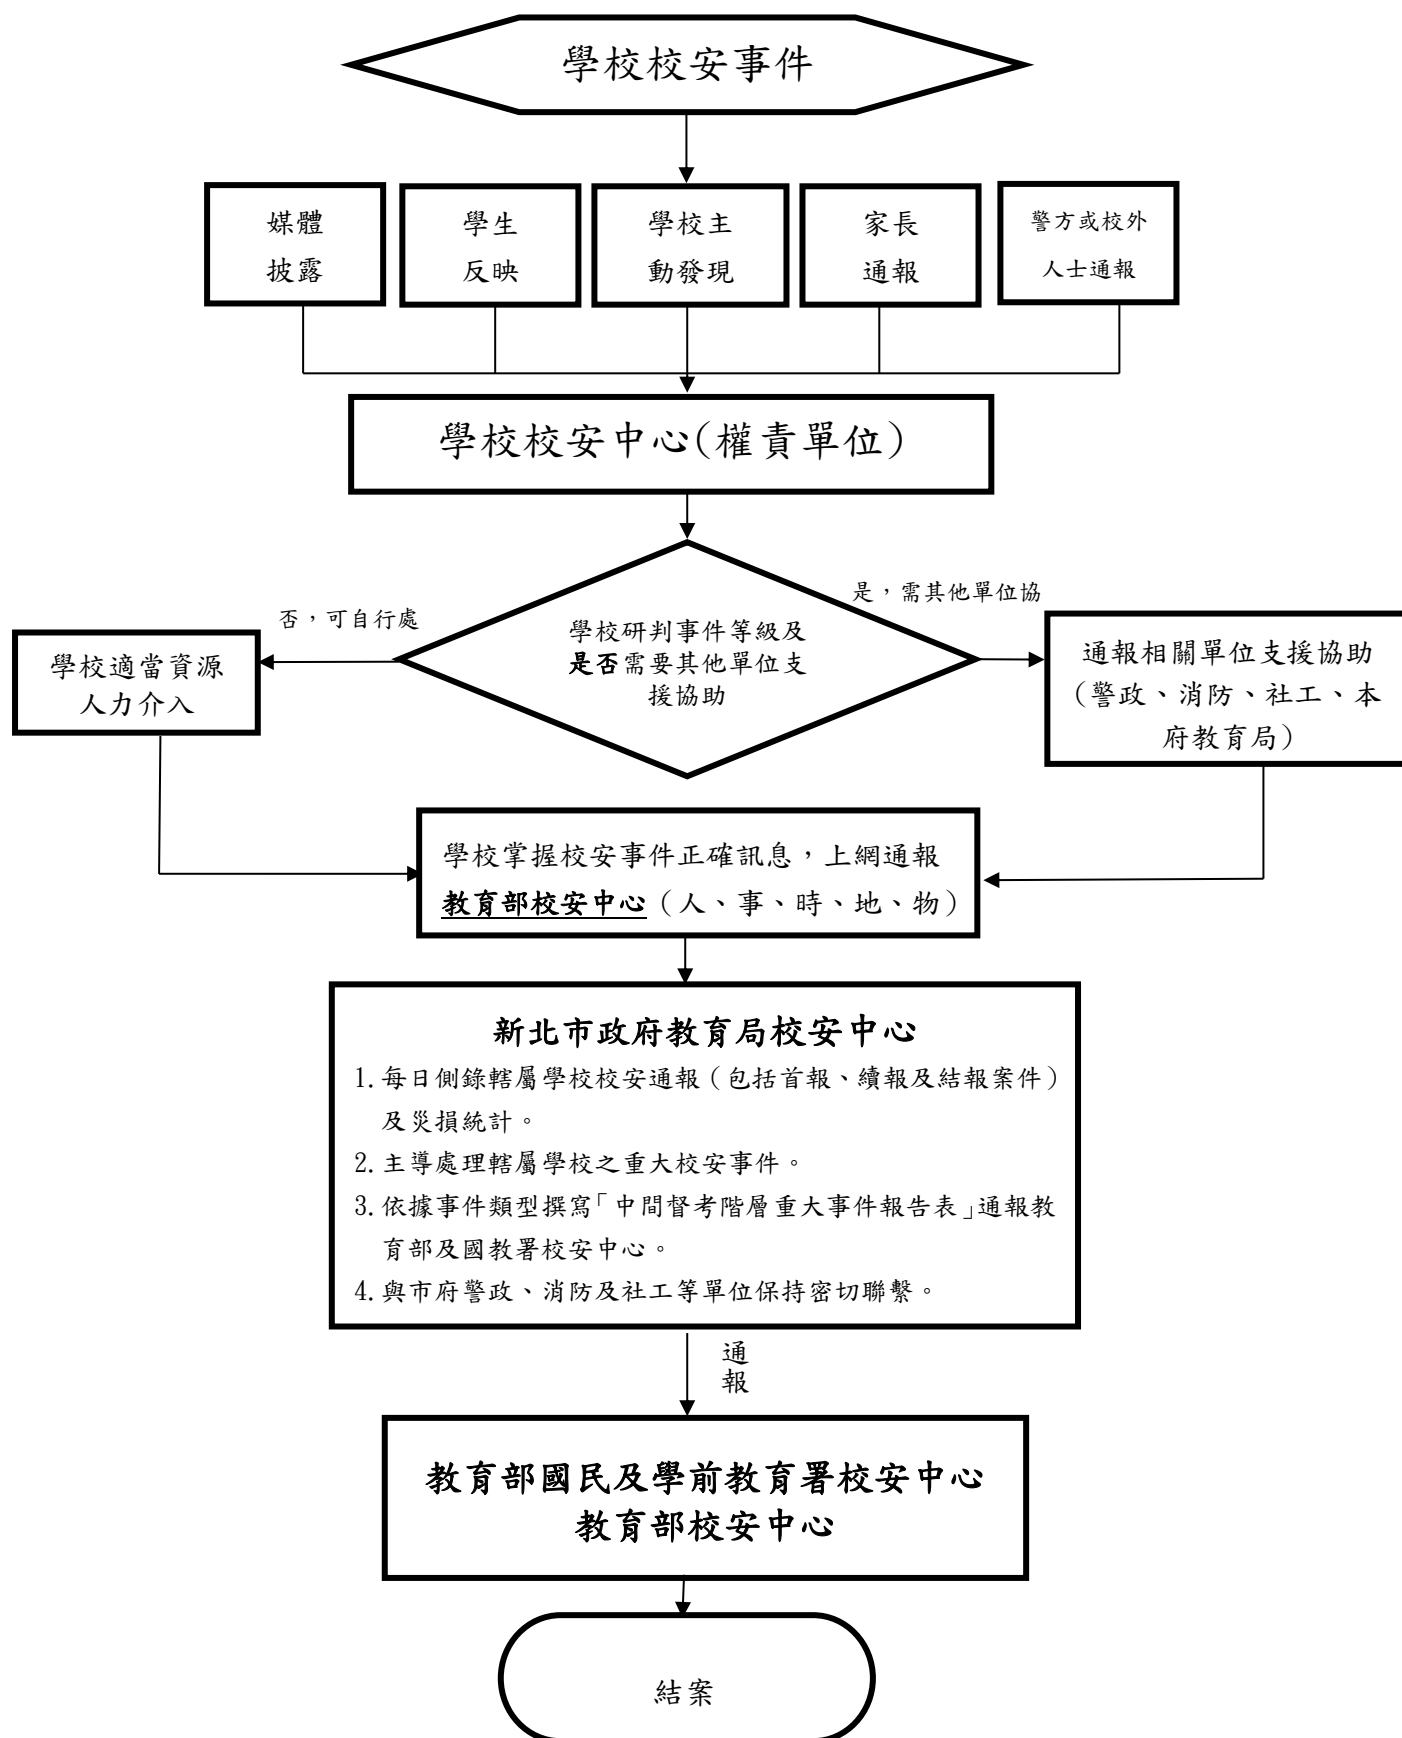 學校校安事件
媒體
披露
學生
反映
學校主
動發現
家長
通報
警方或校外
人士通報
學校校安中心(權責單位)
是，需其他單位協
否，可自行處
學校研判事件等級及
是否需要其他單位支
援協助
學校適當資源
人力介入
通報相關單位支援協助
（警政、消防、社工、本
府教育局）
學校掌握校安事件正確訊息，上網通報
教育部校安中心（人、事、時、地、物）
新北市政府教育局校安中心
1.每日側錄轄屬學校校安通報（包括首報、續報及結報案件）
及災損統計。
2.主導處理轄屬學校之重大校安事件。
3.依據事件類型撰寫「中間督考階層重大事件報告表」通報教
育部及國教署校安中心。
4.與市府警政、消防及社工等單位保持密切聯繫。
通
報
教育部國民及學前教育署校安中心
教育部校安中心
結案